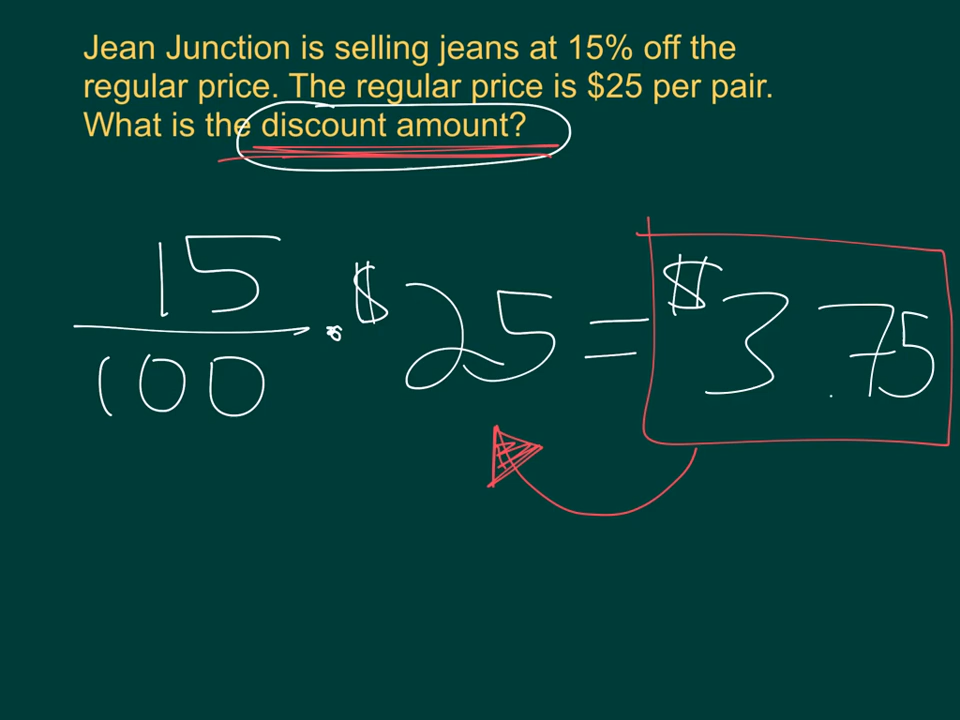 Jean Junction is selling jeans at 15% off the
regular price. The regular price is $25 per pair.
What is the discount amount?
15/100 · $25 = $3.75